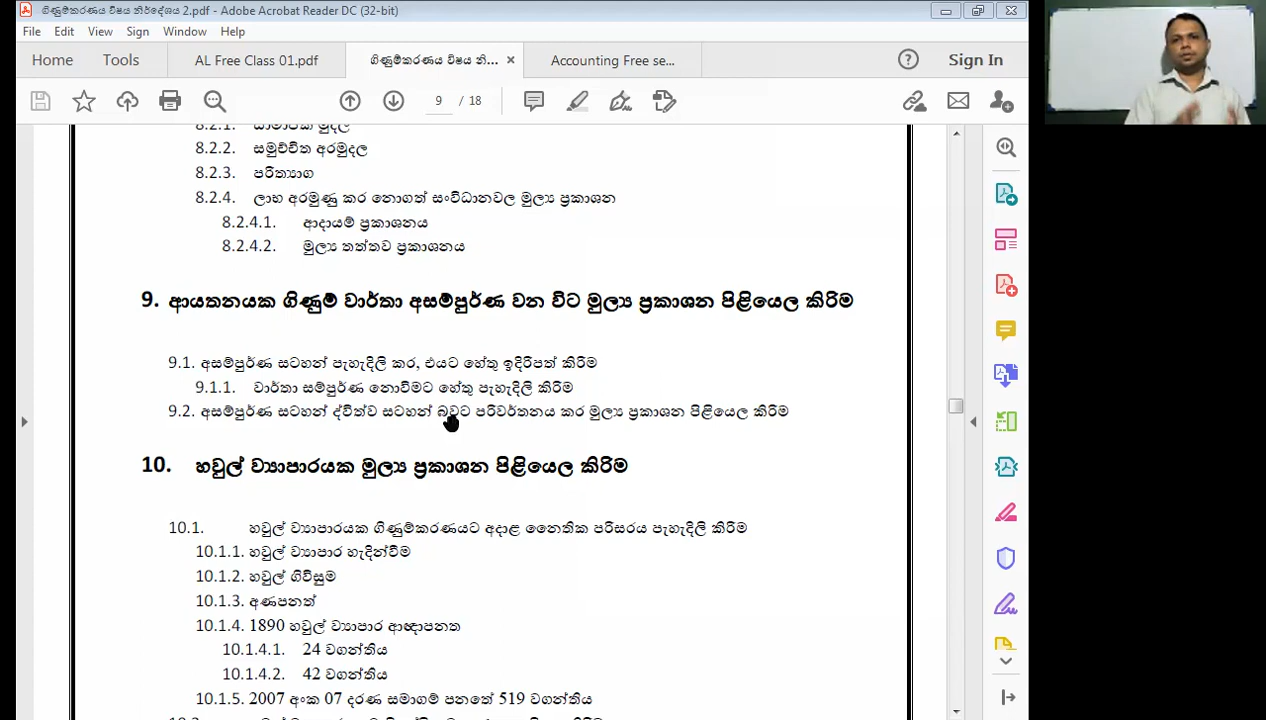 ගිණුම්කරණය විෂය නිර්දේශය 2.pdf - Adobe Acrobat Reader DC (32-bit)
File Edit View Sign Window Help
Home Tools AL Free Class 01.pdf ගිණුම්කරණය විෂය නි... × Accounting Free se... Sign In
9 / 18
8.2.1. සාමාජික මුදල්
8.2.2. සමුච්චිත අරමුදල
8.2.3. පරිත්‍යාග
8.2.4. ලාභ අරමුණු කර නොගත් සංවිධානවල මුල්‍ය ප්‍රකාශන
8.2.4.1. ආදායම් ප්‍රකාශනය
8.2.4.2. මුල්‍ය තත්තව ප්‍රකාශනය
9. ආයතනයක ගිණුම් වාර්තා අසම්පුර්ණ වන විට මුල්‍ය ප්‍රකාශන පිළියෙල කිරිම
9.1. අසම්පුර්ණ සටහන් පැහැදිලි කර, එයට හේතු ඉදිරිපත් කිරිම
9.1.1. වාර්තා සම්පුර්ණ නොවිමට හේතු පැහැදිලි කිරිම
9.2. අසම්පුර්ණ සටහන් ද්විත්ව සටහන් බවට පරිවර්තනය කර මුල්‍ය ප්‍රකාශන පිළියෙල කිරිම
10. හවුල් ව්‍යාපාරයක මුල්‍ය ප්‍රකාශන පිළියෙල කිරිම
10.1. හවුල් ව්‍යාපාරයක ගිණුම්කරණයට අදාළ නෛතික පරිසරය පැහැදිලි කිරිම
10.1.1. හවුල් ව්‍යාපාර හැදින්විම
10.1.2. හවුල් ගිවිසුම
10.1.3. අණපනත්
10.1.4. 1890 හවුල් ව්‍යාපාර ආඥාපනත
10.1.4.1. 24 වගන්තිය
10.1.4.2. 42 වගන්තිය
10.1.5. 2007 අංක 07 දරණ සමාගම් පනතේ 519 වගන්තිය